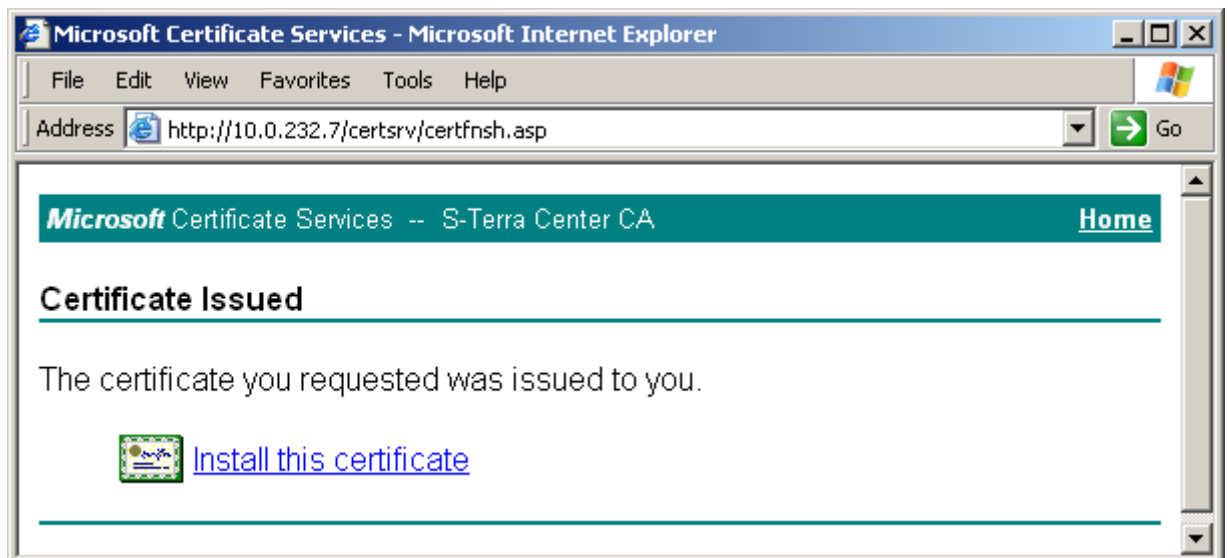 Microsoft Certificate Services - Microsoft Internet Explorer
File Edit View Favorites Tools Help
Address http://10.0.232.7/certsrv/certfnsh.asp Go
Microsoft Certificate Services -- S-Terra Center CA Home
Certificate Issued
The certificate you requested was issued to you.
Install this certificate